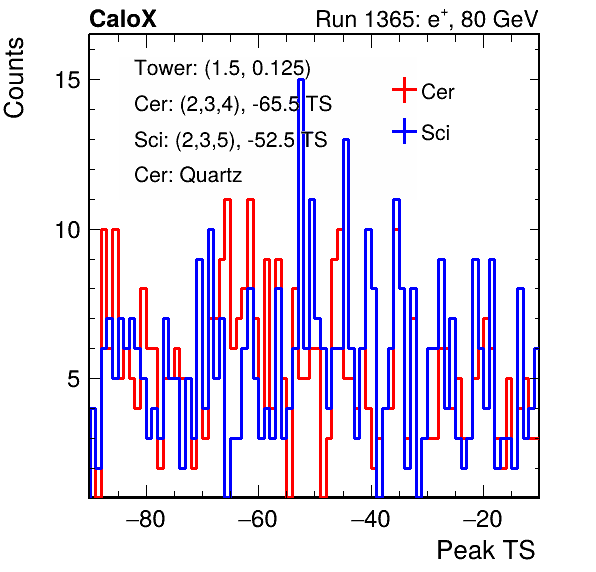 CaloX
Run 1365: e+, 80 GeV
Counts
Tower: (1.5, 0.125)
Cer: (2,3,4), -65.5 TS
Sci: (2,3,5), -52.5 TS
Cer: Quartz
Cer
Sci
15
10
5
−80
−60
−40
−20
Peak TS